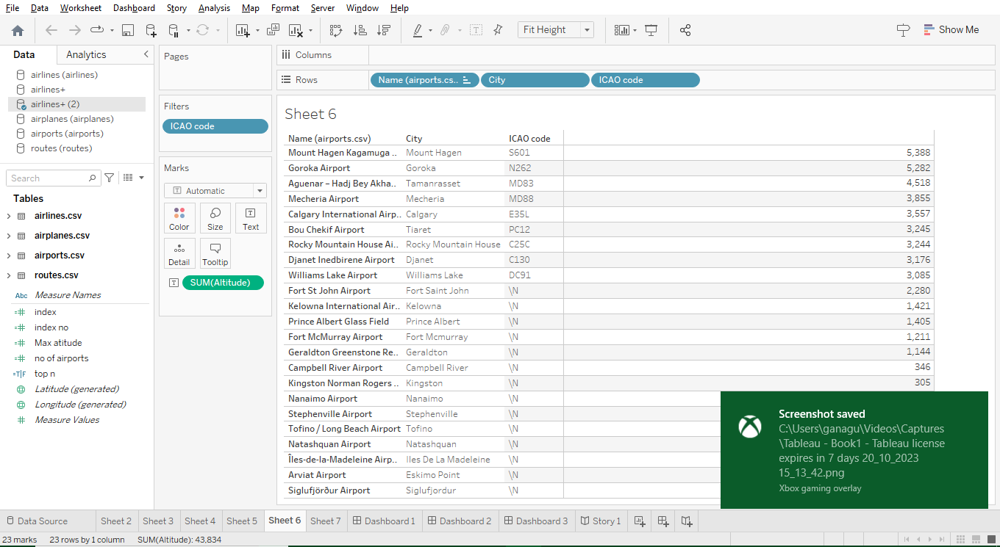 File Data Worksheet Dashboard Story Analysis Map Format Server Window Help
Fit Height
Show Me
Data Analytics
airlines (airlines)
airlines+
airlines+ (2)
airplanes (airplanes)
airports (airports)
routes (routes)
Search
Tables
airlines.csv
airplanes.csv
airports.csv
routes.csv
Abc Measure Names
index
index no
Max atitude
no of airports
top n
Latitude (generated)
Longitude (generated)
Measure Values
Pages
Filters
ICAO code
Marks
Automatic
Color Size Text
Detail Tooltip
SUM(Altitude)
Columns
Rows Name (airports.cs.. City ICAO code
Sheet 6
Name (airports.csv) City ICAO code
Mount Hagen Kagamuga .. Mount Hagen S601 5,388
Goroka Airport Goroka N262 5,282
Aguenar – Hadj Bey Akha.. Tamanrasset MD83 4,518
Mecheria Airport Mecheria MD88 3,855
Calgary International Airp.. Calgary E35L 3,557
Bou Chekif Airport Tiaret PC12 3,245
Rocky Mountain House Ai.. Rocky Mountain House C25C 3,244
Djanet Inedbirene Airport Djanet C130 3,176
Williams Lake Airport Williams Lake DC91 3,085
Fort St John Airport Fort Saint John \N 2,280
Kelowna International Air.. Kelowna \N 1,421
Prince Albert Glass Field Prince Albert \N 1,405
Fort McMurray Airport Fort Mcmurray \N 1,211
Geraldton Greenstone Re.. Geraldton \N 1,144
Campbell River Airport Campbell River \N 346
Kingston Norman Rogers .. Kingston \N 305
Nanaimo Airport Nanaimo \N
Stephenville Airport Stephenville \N
Tofino / Long Beach Airport Tofino \N
Natashquan Airport Natashquan \N
Îles-de-la-Madeleine Airp.. Iles De La Madeleine \N
Arviat Airport Eskimo Point \N
Siglufjörður Airport Siglufjordur \N
Screenshot saved
C:\Users\ganagu\Videos\Captures
\Tableau - Book1 - Tableau license
expires in 7 days 20_10_2023
15_13_42.png
Xbox gaming overlay
Data Source Sheet 2 Sheet 3 Sheet 4 Sheet 5 Sheet 6 Sheet 7 Dashboard 1 Dashboard 2 Dashboard 3 Story 1
23 marks 23 rows by 1 column SUM(Altitude): 43,834